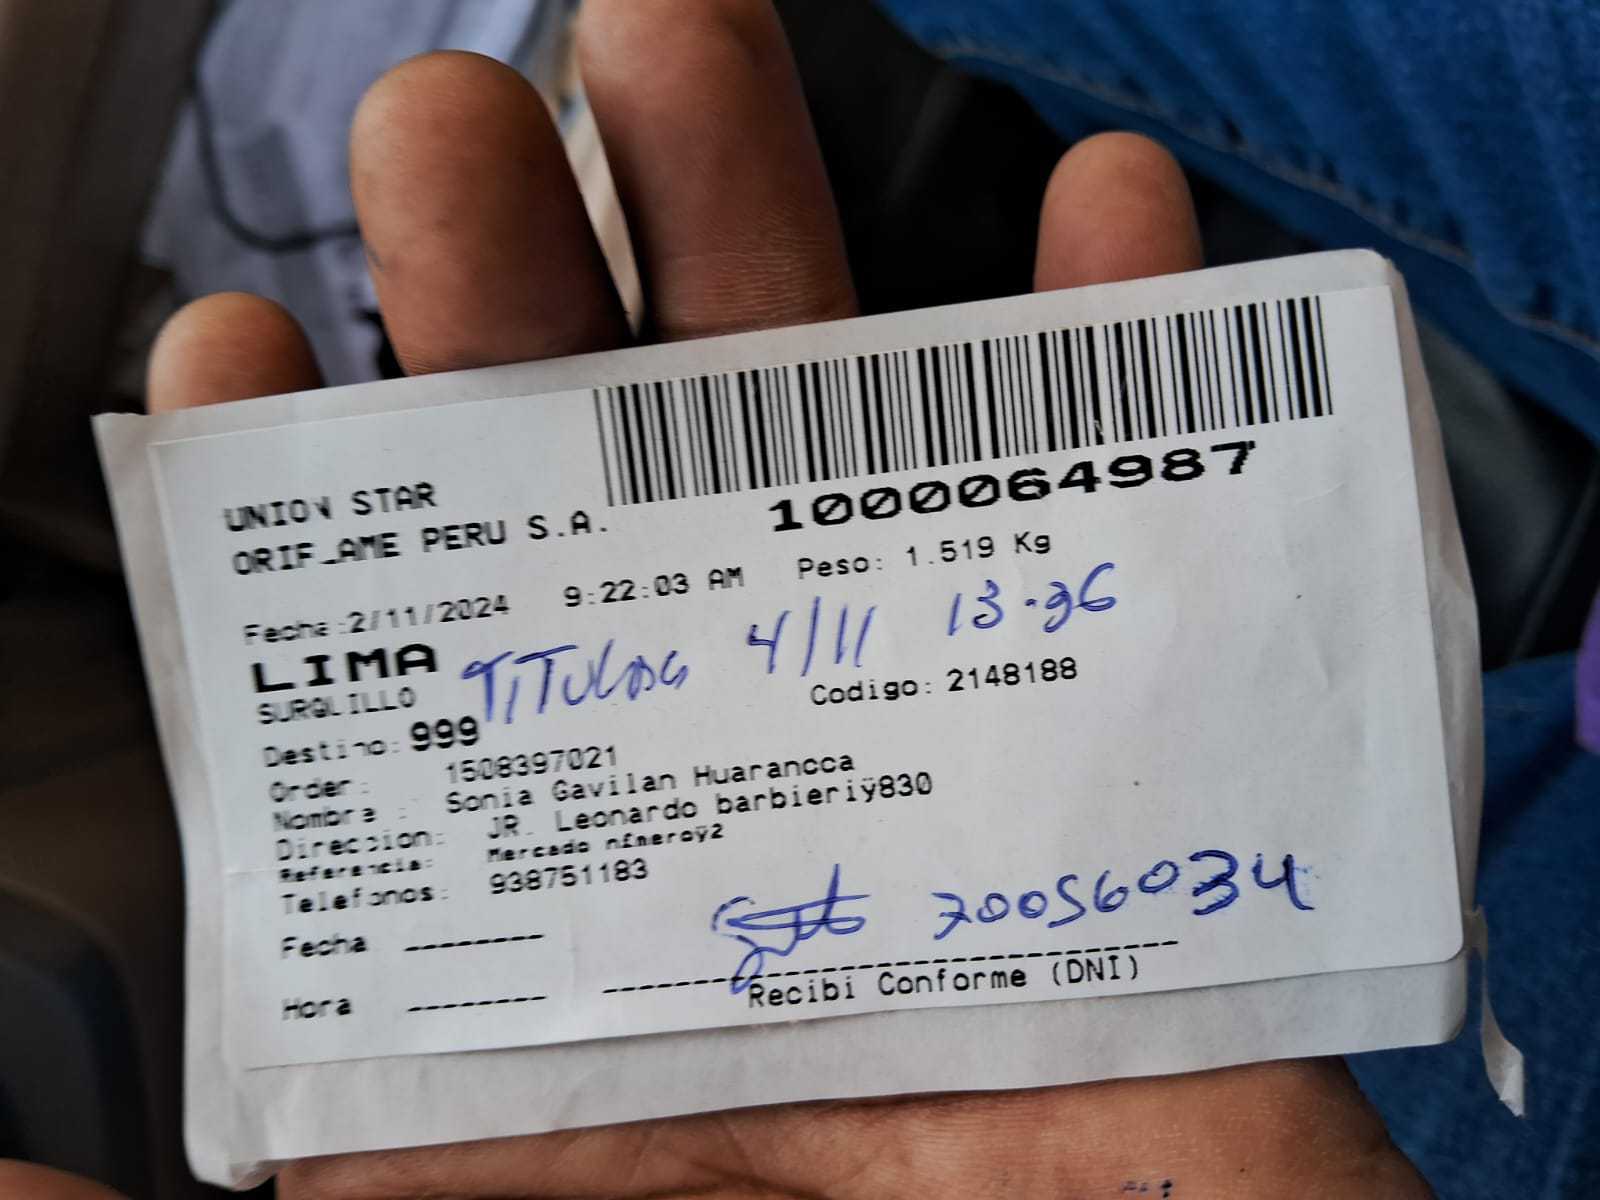 1000064987
UNION STAR
ORIFLAME PERU S.A.
Fecha:2/11/2024 9:22:03 AM Peso: 1.519 Kg
LIMA TITULAR 4/11 13.36
SURQUILLO Codigo: 2148188
Destino: 999
Order: 1508397021
Nombre : Sonia Gavilan Huarancca
Direccion: JR. Leonardo barbieriÿ830
Referencia: Mercado nfmeroÿ2
Telefonos: 938751183
Fecha --------
Hora --------
70056034
Recibi Conforme (DNI)